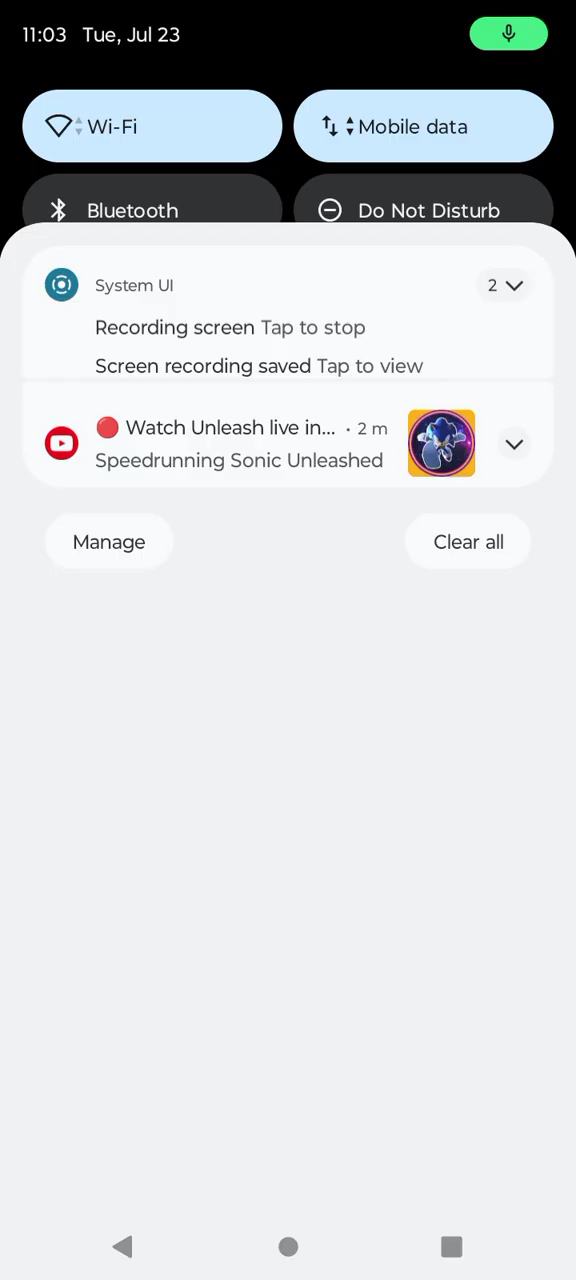 11:03 Tue, Jul 23
Wi-Fi Mobile data
Bluetooth Do Not Disturb
System UI 2
Recording screen Tap to stop
Screen recording saved Tap to view
Watch Unleash live in... · 2 m
Speedrunning Sonic Unleashed
Manage Clear all